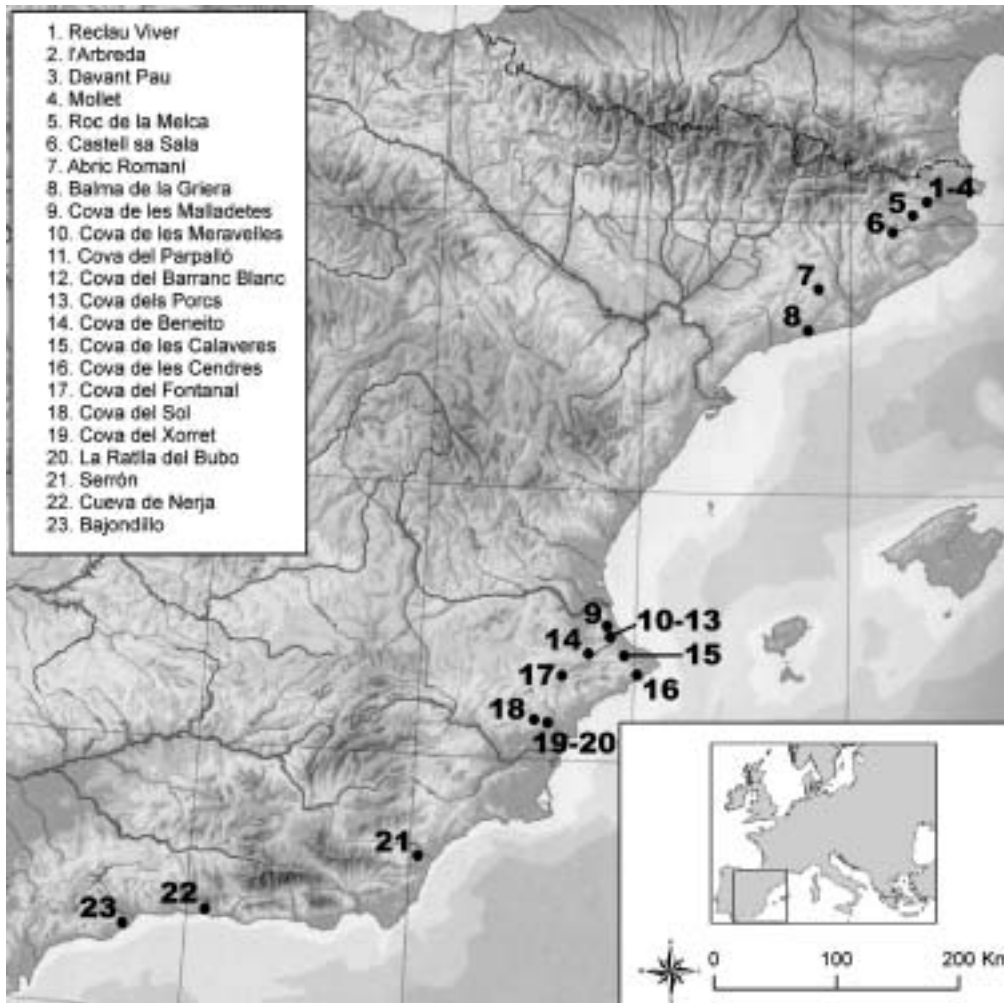 1. Reclau Viver
2. l'Arbreda
3. Davant Pau
4. Mollet
5. Roc de la Melca
6. Castell sa Sala
7. Abric Romaní
8. Balma de la Griera
9. Cova de les Malladetes
10. Cova de les Meravelles
11. Cova del Parpalló
12. Cova del Barranc Blanc
13. Cova dels Porcs
14. Cova de Beneito
15. Cova de les Calaveres
16. Cova de les Cendres
17. Cova del Fontanal
18. Cova del Sol
19. Cova del Xorret
20. La Ratlla del Bubo
21. Serrón
22. Cueva de Nerja
23. Bajondillo
1-4
5
6
7
8
9
10-13
14
15
17
16
18
19-20
21
22
23
0 100 200 Km